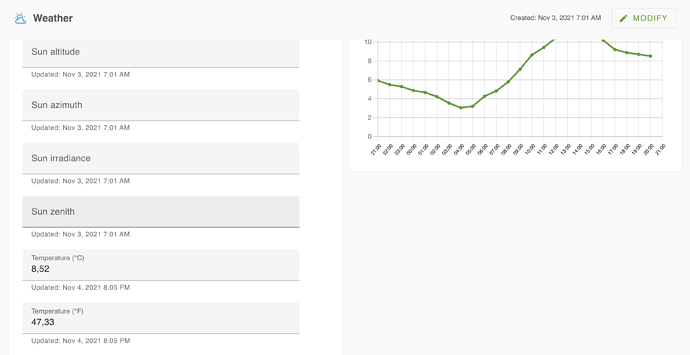 Weather
Created: Nov 3, 2021 7:01 AM
MODIFY
Sun altitude
Updated: Nov 3, 2021 7:01 AM
Sun azimuth
Updated: Nov 3, 2021 7:01 AM
Sun irradiance
Updated: Nov 3, 2021 7:01 AM
Sun zenith
Updated: Nov 3, 2021 7:01 AM
Temperature (°C)
8,52
Updated: Nov 4, 2021 8:05 PM
Temperature (°F)
47,33
Updated: Nov 4, 2021 8:05 PM
10
8
6
4
2
0
21:00 22:00 23:00 00:00 01:00 02:00 03:00 04:00 05:00 06:00 07:00 08:00 09:00 10:00 11:00 12:00 13:00 14:00 15:00 16:00 17:00 18:00 19:00 20:00 21:00